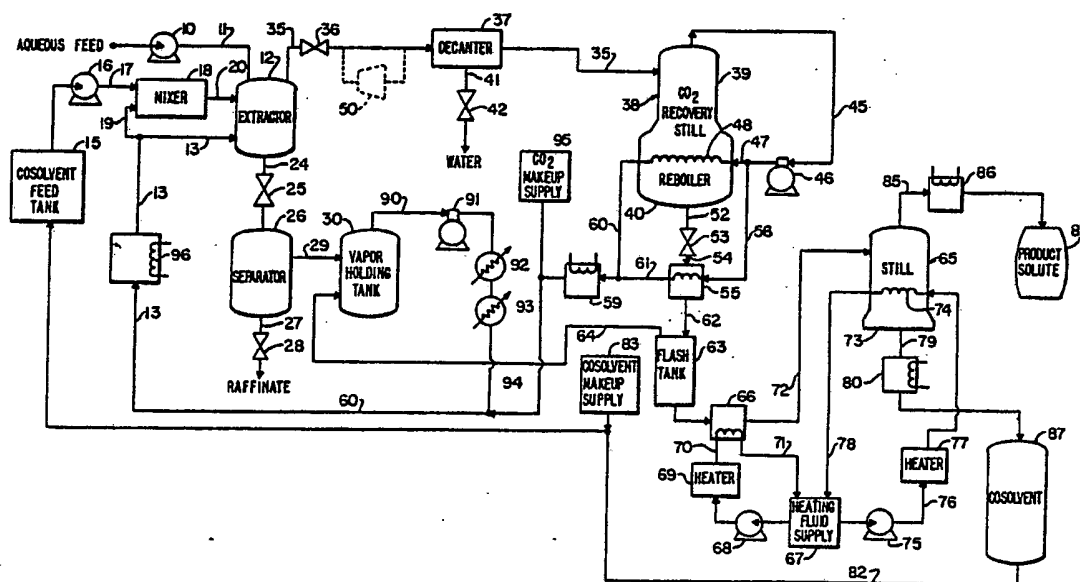 10
11
35
36
37
AQUEOUS FEED
12
DECANTER
35
39
16
17
18
20
41
38
CO2
RECOVERY
STILL
45
MIXER
50
42
48
47
19
EXTRACTOR
15
13
24
WATER
95
REBOILER
46
COSOLVENT
FEED
TANK
25
CO2
MAKEUP
SUPPLY
40
52
85
86
13
26
90
91
60
53
56
30
54
29
96
SEPARATOR
VAPOR
HOLDING
TANK
92
61
55
STILL
65
PRODUCT
SOLUTE
59
93
62
74
13
27
64
83
63
73
79
28
FLASH
TANK
72
80
RAFFINATE
94
COSOLVENT
MAKEUP
SUPPLY
60
66
78
77
87
70
71
69
HEATER
HEATER
COSOLVENT
HEATING
FLUID
SUPPLY
76
68
67
75
82